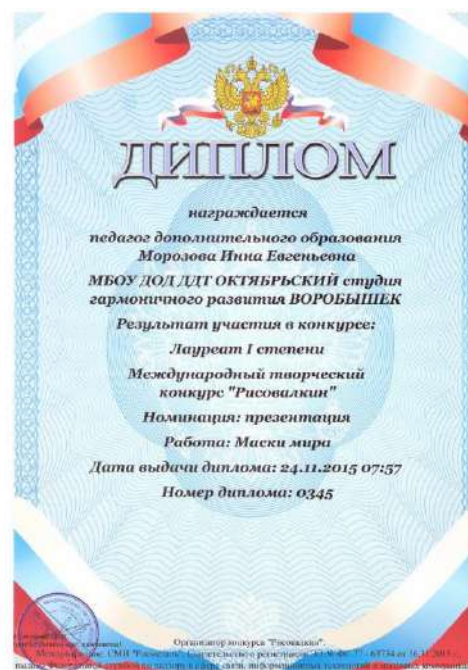 ДИПЛОМ
награждается
педагог дополнительного образования
Морозова Инна Евгеньевна
МБОУ ДОД ДДТ ОКТЯБРЬСКИЙ студия
гармоничного развития ВОРОБЫШЕК
Результат участия в конкурсе:
Лауреат I степени
Международный творческий
конкурс "Рисовалкин"
Номинация: презентация
Работа: Маски мира
Дата выдачи диплома: 24.11.2015 07:57
Номер диплома: 0345
Организатор конкурса "Рисовалкин".